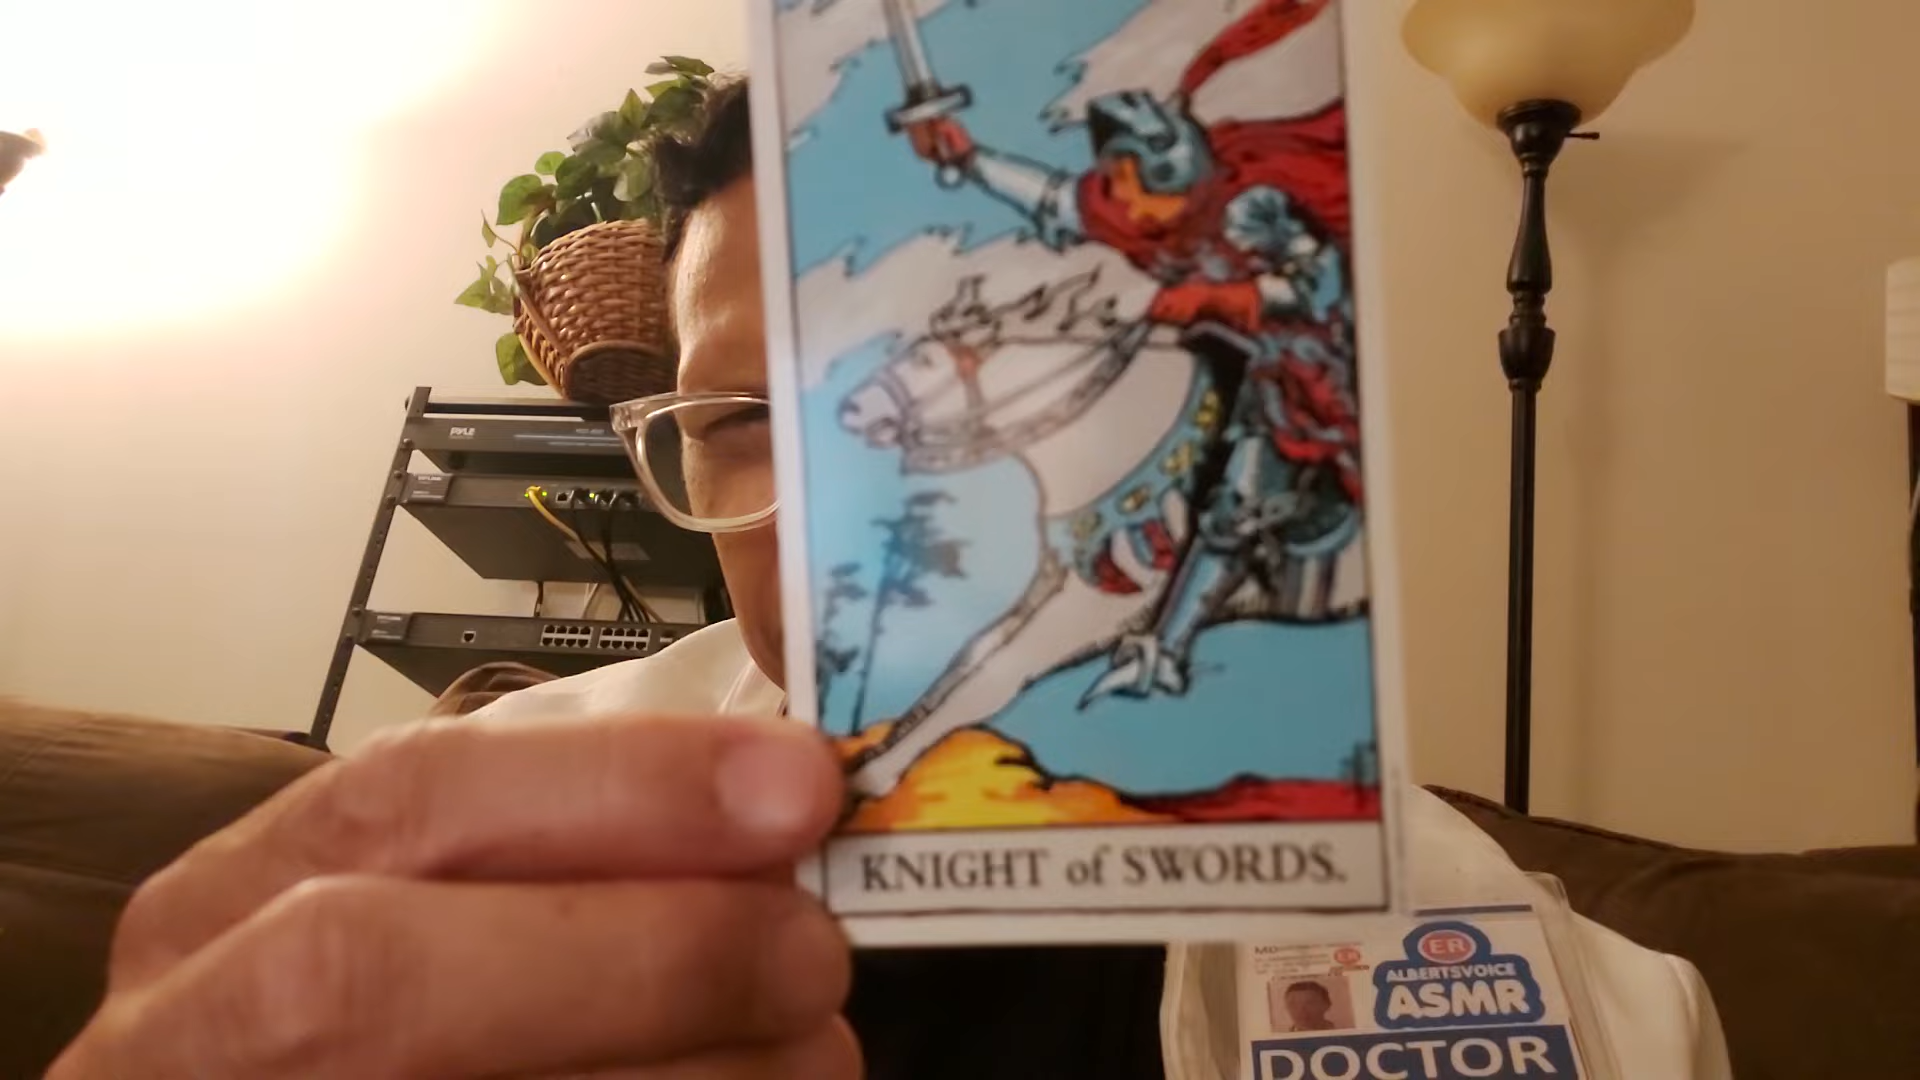 PYLE
KNIGHT of SWORDS.
ER
ALBERTSVOICE
ASMR
DOCTOR